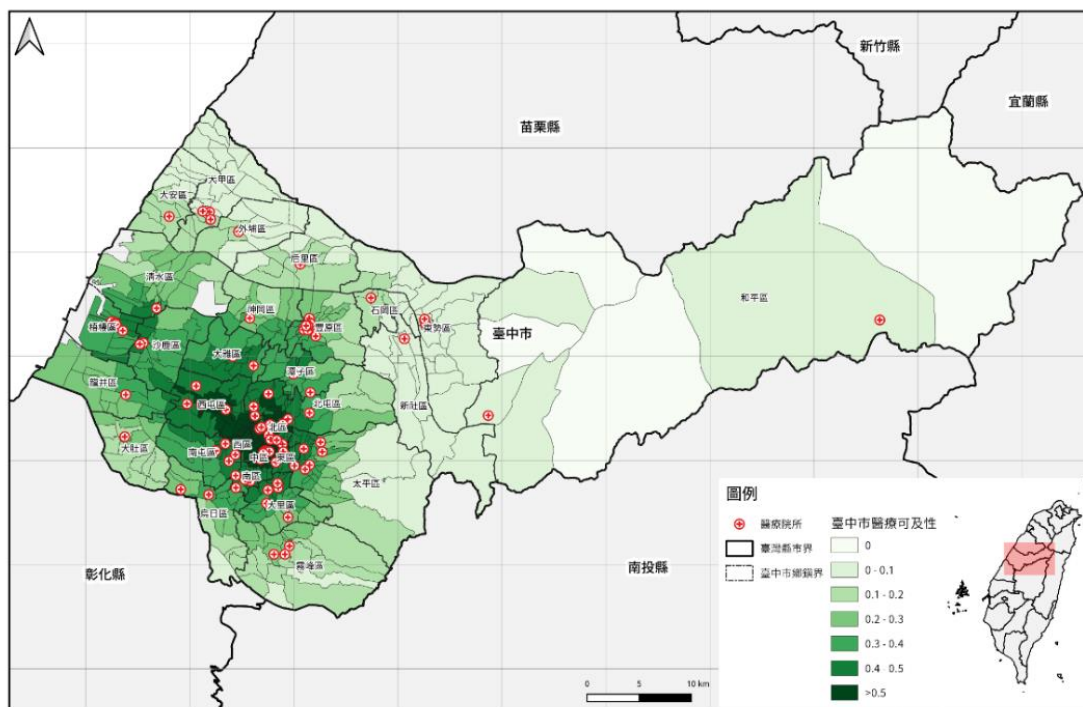 新竹縣
宜蘭縣
苗栗縣
大甲區
大安區
外埔區
后里區
清水區
神岡區
石岡區
和平區
梧棲區
豐原區
東勢區
臺中市
沙鹿區
大雅區
潭子區
龍井區
西屯區
北屯區
新社區
北區
大肚區
西區
南屯區
中區
東區
南區
太平區
烏日區
大里區
霧峰區
彰化縣
南投縣
圖例
醫療院所
臺灣縣市界
臺中市鄉鎮界
臺中市醫療可及性
0
0 - 0.1
0.1 - 0.2
0.2 - 0.3
0.3 - 0.4
0.4 - 0.5
>0.5
0 5 10 km